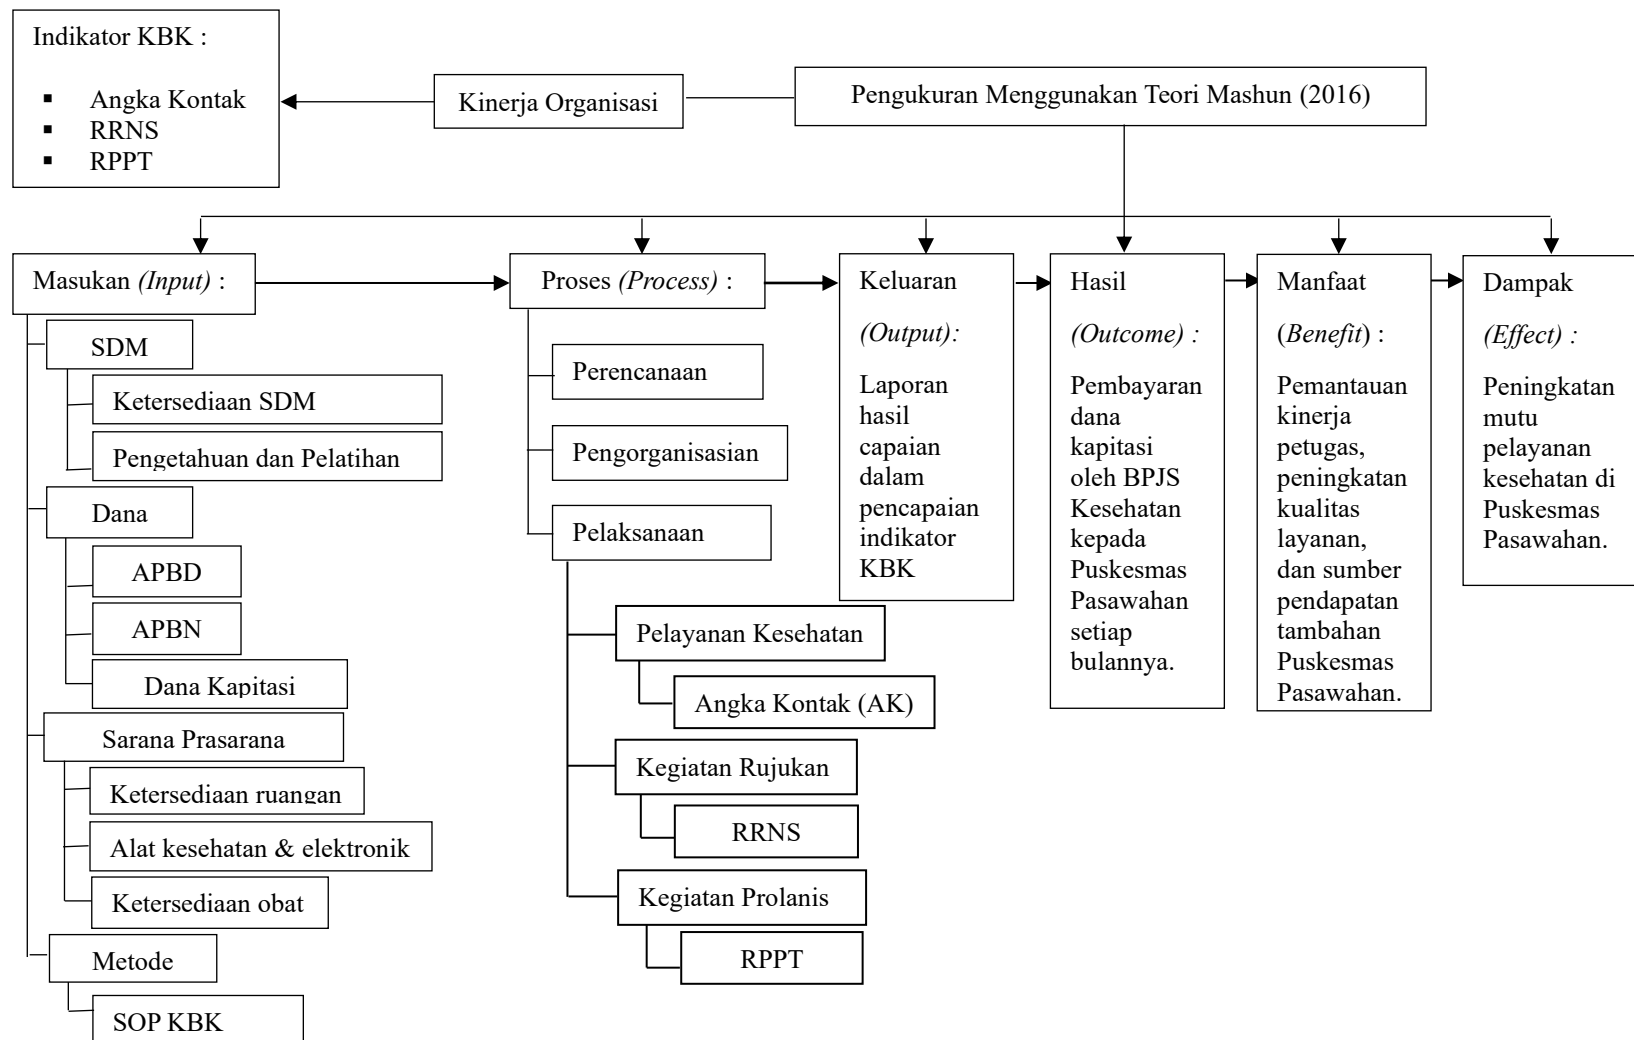 Indikator KBK :
▪ Angka Kontak
▪ RRNS
▪ RPPT
Kinerja Organisasi
Pengukuran Menggunakan Teori Mashun (2016)
Masukan (Input) :
SDM
Ketersediaan SDM
Pengetahuan dan Pelatihan
Dana
APBD
APBN
Dana Kapitasi
Sarana Prasarana
Ketersediaan ruangan
Alat kesehatan & elektronik
Ketersediaan obat
Metode
SOP KBK
Proses (Process) :
Perencanaan
Pengorganisasian
Pelaksanaan
Pelayanan Kesehatan
Angka Kontak (AK)
Kegiatan Rujukan
RRNS
Kegiatan Prolanis
RPPT
Keluaran
(Output):
Laporan
hasil
capaian
dalam
pencapaian
indikator
KBK
Hasil
(Outcome) :
Pembayaran
dana
kapitasi
oleh BPJS
Kesehatan
kepada
Puskesmas
Pasawahan
setiap
bulannya.
Manfaat
(Benefit) :
Pemantauan
kinerja
petugas,
peningkatan
kualitas
layanan,
dan sumber
pendapatan
tambahan
Puskesmas
Pasawahan.
Dampak
(Effect) :
Peningkatan
mutu
pelayanan
kesehatan di
Puskesmas
Pasawahan.